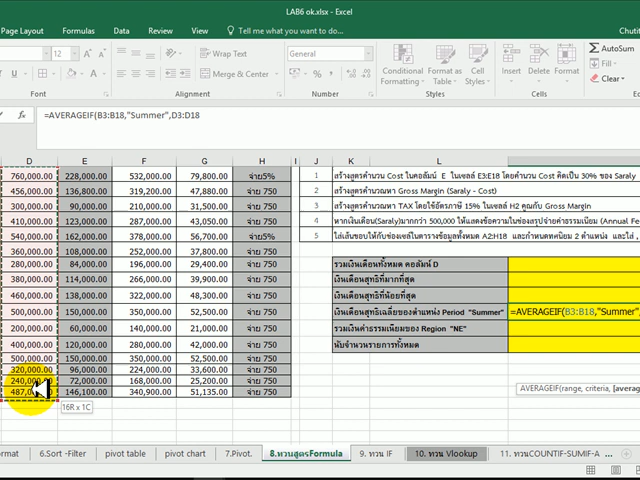 LAB6 ok.xlsx - Excel
Page Layout Formulas Data Review View Tell me what you want to do... Chutit
12 A A Wrap Text General Conditional Formatting Format as Table Cell Styles Insert Delete Format AutoSum
U A Merge & Center % , Fill
Clear
Font Alignment Number Styles Cells
fx =AVERAGEIF(B3:B18,"Summer",D3:D18
D E F G H I J K L
760,000.00 228,000.00 532,000.00 79,800.00 จ่าย5% 1 สร้างสูตรคำนวน Cost ในคอลัมน์ E ในเซลล์ E3:E18 โดยคำนวน Cost คิดเป็น 30% ของ Saraly
456,000.00 136,800.00 319,200.00 47,880.00 จ่าย 750 2 สร้างสูตรคำนวณหา Gross Margin (Saraly - Cost)
300,000.00 90,000.00 210,000.00 31,500.00 จ่าย 750 3 สร้างสูตรคำนวณหา TAX โดยใช้อัตราภาษี 15% ในเซลล์ H2 คูณกับ Gross Margin
410,000.00 123,000.00 287,000.00 43,050.00 จ่าย 750 4 หากเงินเดือน(Saraly)มากกว่า 500,000 ให้แสดงข้อความในช่องสรุปจ่ายค่าธรรมเนียม (Annual Fe
540,000.00 162,000.00 378,000.00 56,700.00 จ่าย5% 5 ใส่เส้นขอบให้กับช่องเซลในตารางข้อมูลทั้งหมด A2:H18 และกำหนดทศนิยม 2 ตำแหน่ง และใส่ ,
360,000.00 108,000.00 252,000.00 37,800.00 จ่าย 750
280,000.00 84,000.00 196,000.00 29,400.00 จ่าย 750 รวมเงินเดือนทั้งหมด คอลัมน์ D
380,000.00 114,000.00 266,000.00 39,900.00 จ่าย 750 เงินเดือนสุทธิที่มากที่สุด
460,000.00 138,000.00 322,000.00 48,300.00 จ่าย 750 เงินเดือนสุทธิที่น้อยที่สุด
500,000.00 150,000.00 350,000.00 52,500.00 จ่าย 750 เงินเดือนสุทธิเฉลี่ยของตำแหน่ง Period "Summer" =AVERAGEIF(B3:B18,"Summer",
200,000.00 60,000.00 140,000.00 21,000.00 จ่าย 750 รวมเงินค่าธรรมเนียมของ Region "NE"
400,000.00 120,000.00 280,000.00 42,000.00 จ่าย 750 นับจำนวนรายการทั้งหมด
500,000.00 150,000.00 350,000.00 52,500.00 จ่าย 750
320,000.00 96,000.00 224,000.00 33,600.00 จ่าย 750
240,000.00 72,000.00 168,000.00 25,200.00 จ่าย 750 AVERAGEIF(range, criteria, [averag
146,100.00 340,900.00 51,135.00 จ่าย 750
16R x 1C
ormat 6.Sort -Filter pivot table pivot chart 7.Pivot. 8.ทวนสูตรFormula 9. ทวน IF 10. ทวน Vlookup 11. ทวนCOUNTIF-SUMIF-A ...